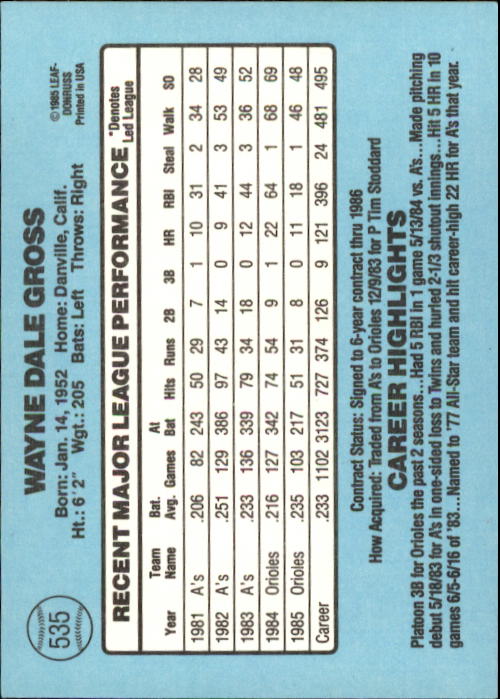 535
WAYNE DALE GROSS
© 1985 LEAF-
DONRUSS
Printed in USA
Born: Jan. 14, 1952 Home: Danville, Calif.
Ht.: 6'2" Wgt.: 205 Bats: Left Throws: Right
RECENT MAJOR LEAGUE PERFORMANCE
*Denotes
Led League
Year Team Name Bat. Avg. Games At Bat Hits Runs 2B 3B HR RBI Steal Walk SO
1981 A's .206 82 243 50 29 7 1 10 31 2 34 28
1982 A's .251 129 386 97 43 14 0 9 41 3 53 49
1983 A's .233 136 339 79 34 18 0 12 44 3 36 52
1984 Orioles .216 127 342 74 54 9 1 22 64 1 68 69
1985 Orioles .235 103 217 51 31 8 0 11 18 1 46 48
Career .233 1102 3123 727 374 126 9 121 396 24 481 495
Contract Status: Signed to 6-year contract thru 1986
How Acquired: Traded from A's to Orioles 12/9/83 for P Tim Stoddard
CAREER HIGHLIGHTS
Platoon 3B for Orioles the past 2 seasons...Had 5 RBI in 1 game 5/13/84 vs. A's...Made pitching
debut 5/18/83 for A's in one-sided loss to Twins and hurled 2-1/3 shutout innings...Hit 5 HR in 10
games 6/5-6/16 of '83...Named to '77 All-Star team and hit career-high 22 HR for A's that year.